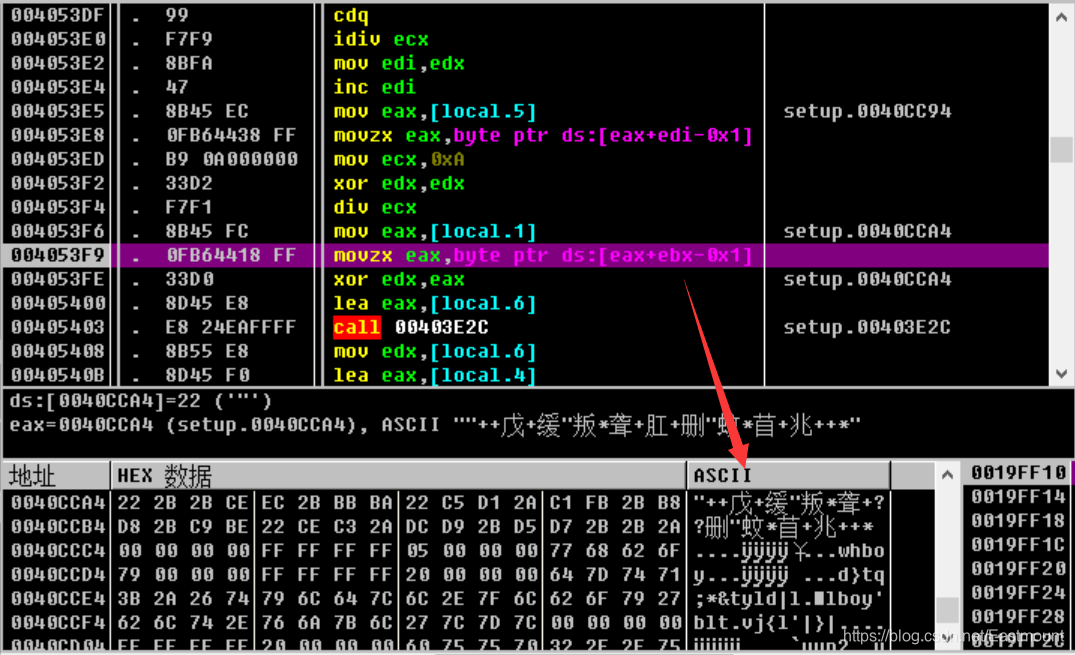 004053DF . 99 cdq
004053E0 . F7F9 idiv ecx
004053E2 . 8BFA mov edi,edx
004053E4 . 47 inc edi
004053E5 . 8B45 EC mov eax,[local.5] setup.0040CC94
004053E8 . 0FB64438 FF movzx eax,byte ptr ds:[eax+edi-0x1]
004053ED . B9 0A000000 mov ecx,0xA
004053F2 . 33D2 xor edx,edx
004053F4 . F7F1 div ecx
004053F6 . 8B45 FC mov eax,[local.1] setup.0040CCA4
004053F9 . 0FB64418 FF movzx eax,byte ptr ds:[eax+ebx-0x1]
004053FE . 33D0 xor edx,eax setup.0040CCA4
00405400 . 8D45 E8 lea eax,[local.6]
00405403 . E8 24EAFFFF call 00403E2C setup.00403E2C
00405408 . 8B55 E8 mov edx,[local.6]
0040540B . 8D45 F0 lea eax,[local.4]
ds:[0040CCA4]=22 ('"')
eax=0040CCA4 (setup.0040CCA4), ASCII ""++戊+缓"叛*聋+肛+删"蚊*苜+兆+++*"
地址 HEX 数据 ASCII 0019FF10
0040CCA4 22 2B 2B CE EC 2B BB BA 22 C5 D1 2A C1 FB 2B B8 "++戊+缓"叛*聋+? 0019FF14
0040CCB4 D8 2B C9 BE 22 CE C3 2A DC D9 2B D5 D7 2B 2B 2A ?删"蚊*苜+兆+++* 0019FF18
0040CCC4 00 00 00 00 FF FF FF FF 05 00 00 00 77 68 62 6F ....ÿÿÿÿ...whbo 0019FF1C
0040CCD4 79 00 00 00 FF FF FF FF 20 00 00 00 64 7D 74 71 y...ÿÿÿÿ ...d}tq 0019FF20
0040CCE4 3B 2A 26 74 79 6C 64 7C 6C 2E 7F 6C 62 6F 79 27 ;*&tyld|l.lboy' 0019FF24
0040CCF4 62 6C 74 2E 76 6A 7B 6C 27 7C 7D 7C 00 00 00 00 blt.vj{l'|}|.... 0019FF28
0040CD04 FF FF FF FF 20 00 00 00 60 75 75 70 32 2F 2F 75 0019FF2C
https://blog.csdn.net/Eastmount